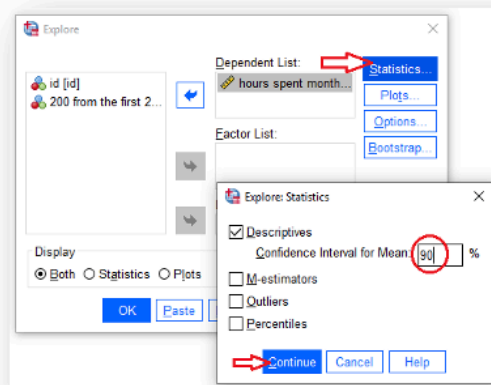 Explore
Dependent List:
id [id]
200 from the first 2...
hours spent month...
Statistics...
Plots...
Options...
Bootstrap...
Factor List:
Display
Both Statistics Plots
OK Paste
Explore: Statistics
Descriptives
Confidence Interval for Mean: 90 %
M-estimators
Outliers
Percentiles
Continue Cancel Help